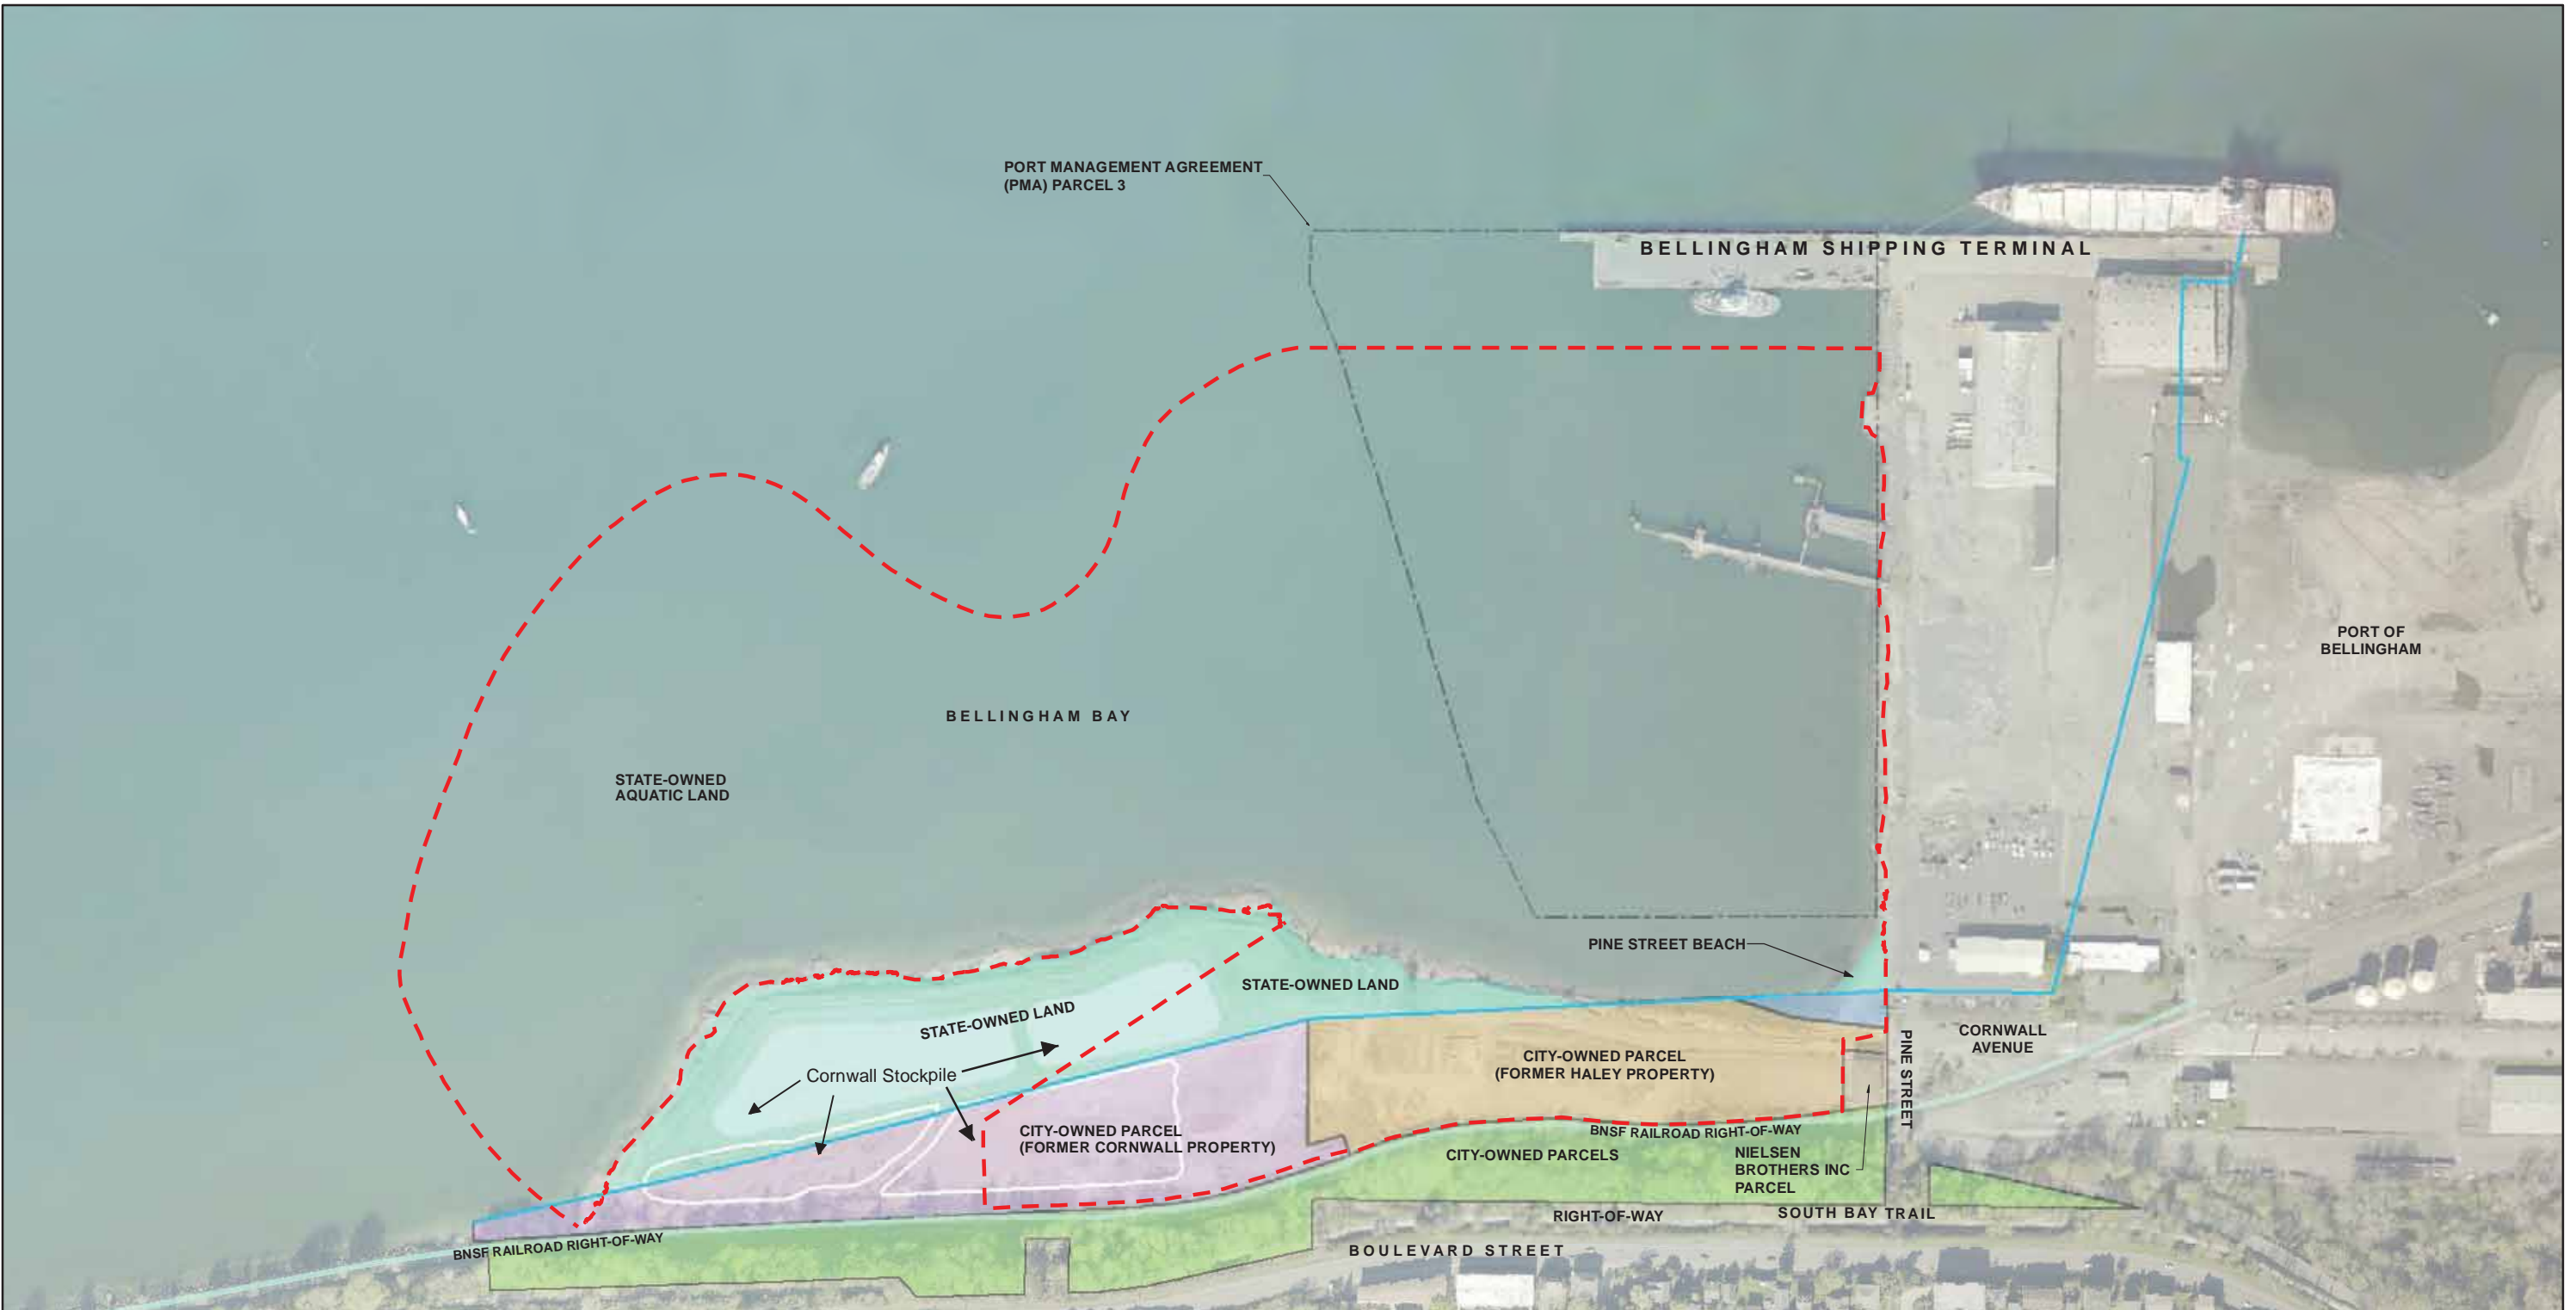 PORT MANAGEMENT AGREEMENT
(PMA) PARCEL 3
BELLINGHAM SHIPPING TERMINAL
PORT OF
BELLINGHAM
BELLINGHAM BAY
STATE-OWNED
AQUATIC LAND
PINE STREET BEACH
STATE-OWNED LAND
STATE-OWNED LAND
Cornwall Stockpile
CITY-OWNED PARCEL
(FORMER HALEY PROPERTY)
CORNWALL
AVENUE
PINE STREET
CITY-OWNED PARCEL
(FORMER CORNWALL PROPERTY)
BNSF RAILROAD RIGHT-OF-WAY
CITY-OWNED PARCELS
NIELSEN
BROTHERS INC
PARCEL
RIGHT-OF-WAY
SOUTH BAY TRAIL
BNSF RAILROAD RIGHT-OF-WAY
BOULEVARD STREET